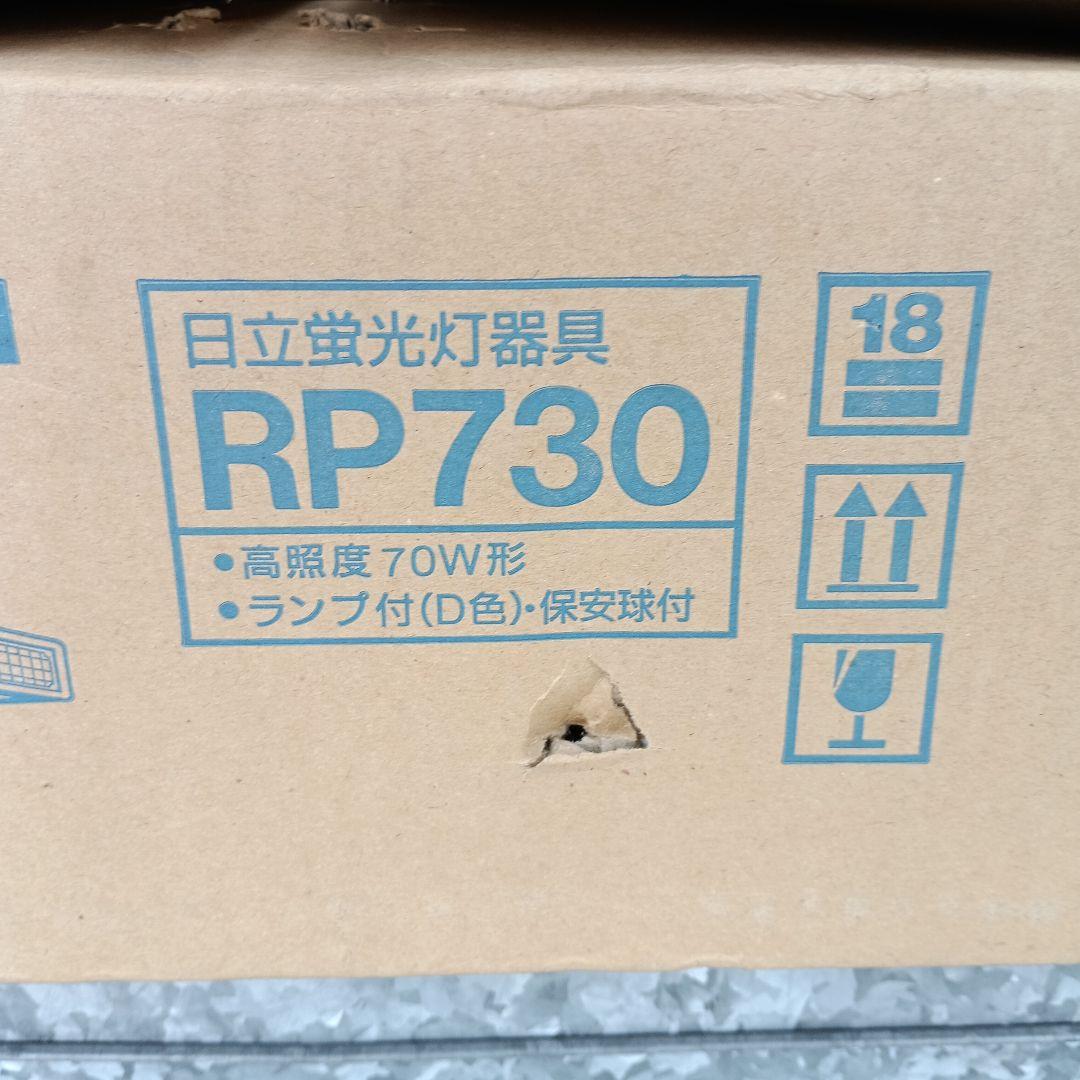 日立蛍光灯器具
RP730
•高照度70W形
•ランプ付(D色)・保安球付
18